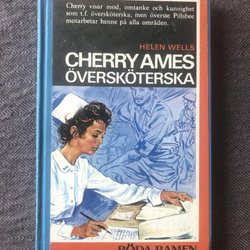 Cherry visar mod, omtanke och kunnighet
som t.f. översköterska, men överste Pillsbee
motarbetar henne på alla områden.
HELEN WELLS
CHERRY AMES
ÖVERSKÖTERSKA
RÖDA RAMEN